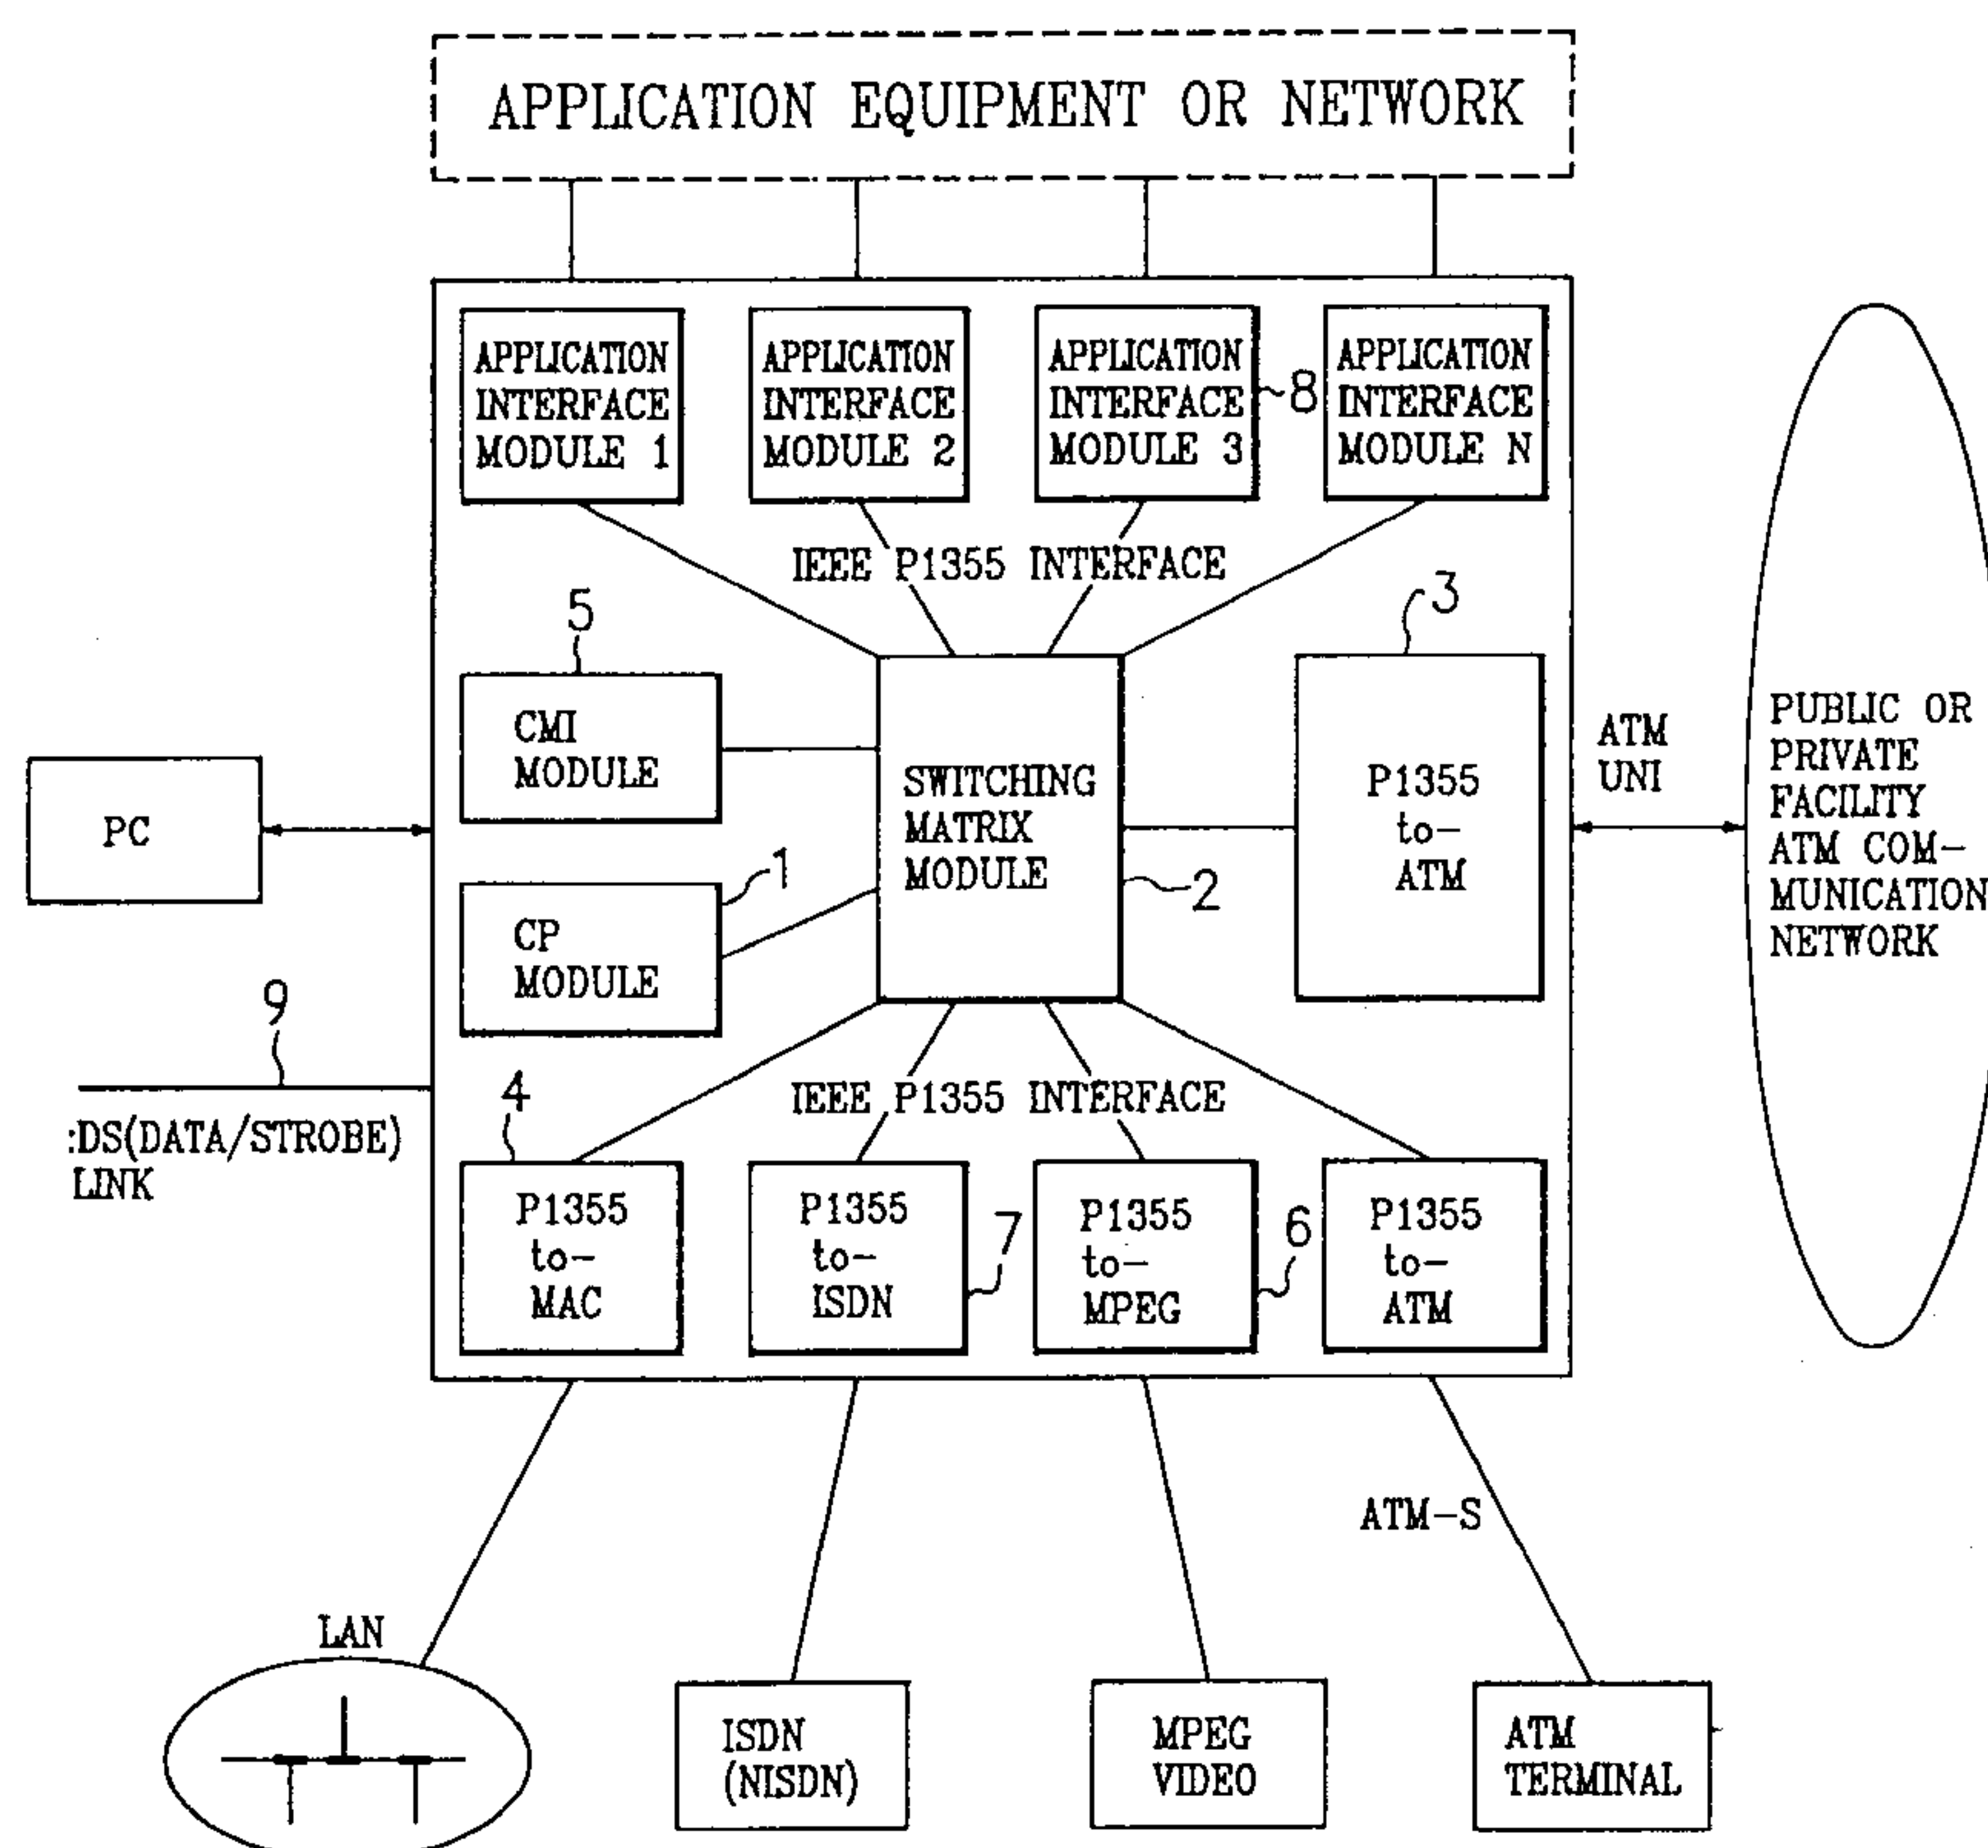 APPLICATION EQUIPMENT OR NETWORK
APPLICATION
INTERFACE
MODULE 1
APPLICATION
INTERFACE
MODULE 2
APPLICATION
INTERFACE
MODULE 3
8
APPLICATION
INTERFACE
MODULE N
IEEE P1355 INTERFACE
5
CMI
MODULE
3
P1355
to-
ATM
SWITCHING
MATRIX
MODULE
2
1
CP
MODULE
PC
ATM
UNI
PUBLIC OR
PRIVATE
FACILITY
ATM COM-
MUNICATION
NETWORK
9
:DS(DATA/STROBE)
LINK
IEEE P1355 INTERFACE
4
P1355
to-
MAC
P1355
to-
ISDN
7
P1355
to-
MPEG
6
P1355
to-
ATM
ATM-S
LAN
ISDN
(NISDN)
MPEG
VIDEO
ATM
TERMINAL